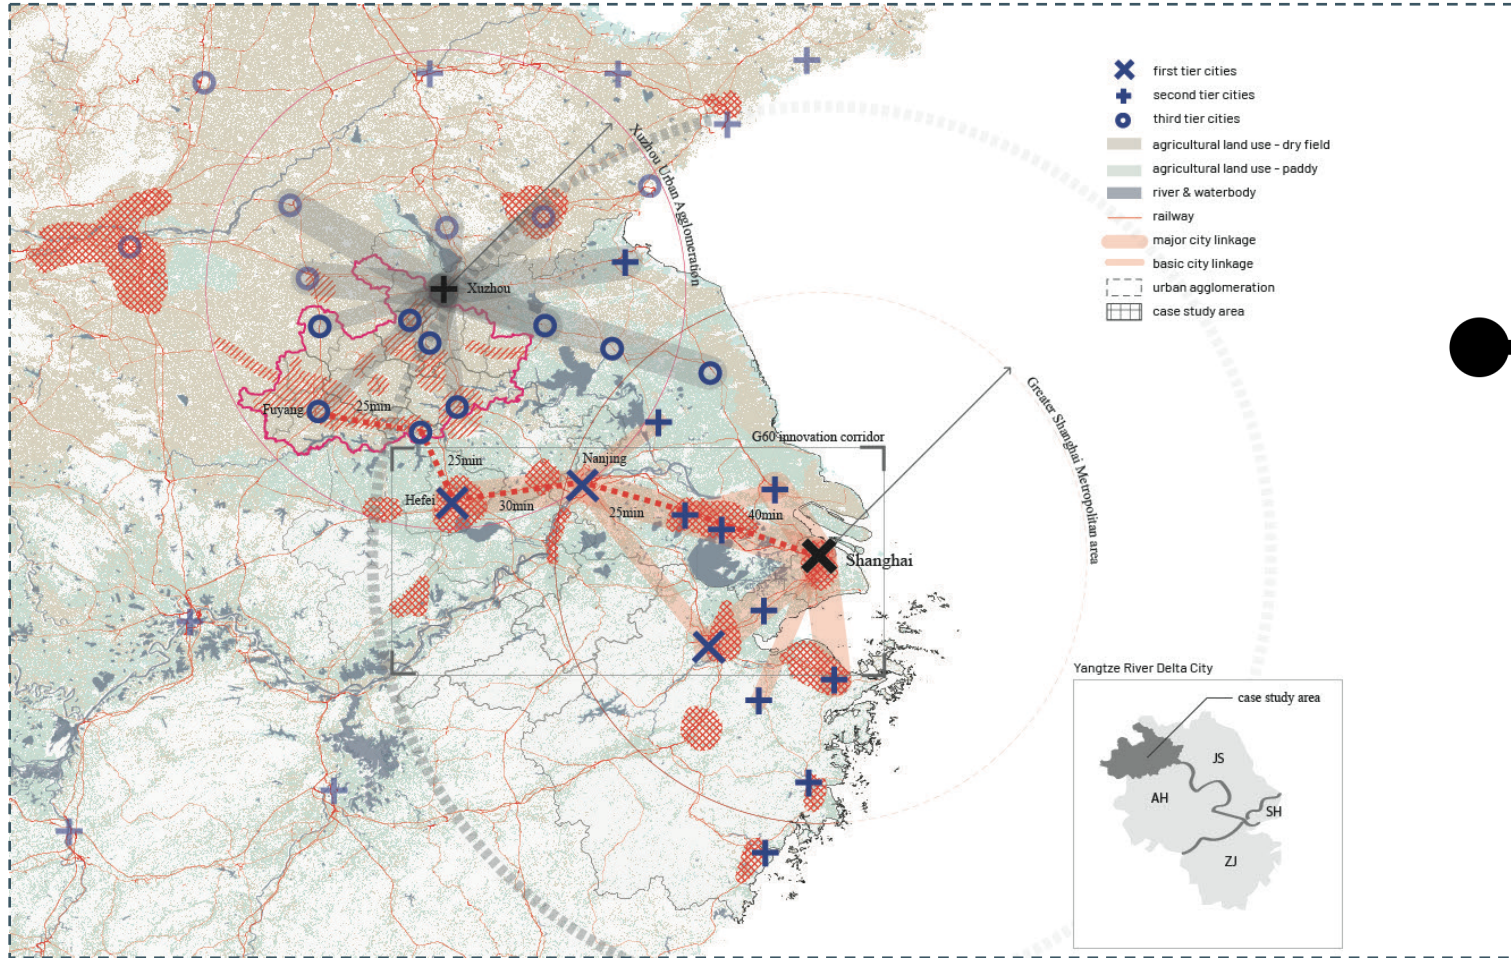 first tier cities
second tier cities
third tier cities
agricultural land use - dry field
agricultural land use - paddy
river & waterbody
railway
major city linkage
basic city linkage
urban agglomeration
case study area
Xuzhou Urban Agglomeration
Xuzhou
Fuyang
25min
25min
G60 innovation corridor
Nanjing
Hefei
30min
25min
40min
Shanghai
Greater Shanghai Metropolitan area
Yangtze River Delta City
case study area
JS
AH
SH
ZJ